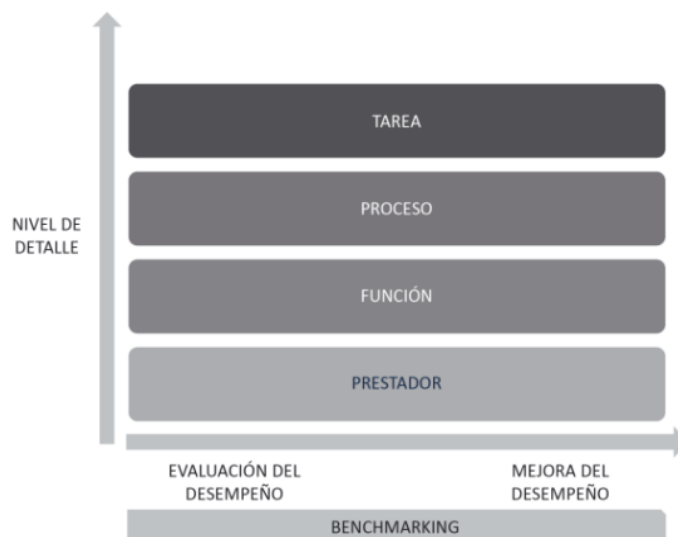 TAREA
PROCESO
NIVEL DE
DETALLE
FUNCIÓN
PRESTADOR
EVALUACIÓN DEL
DESEMPEÑO
MEJORA DEL
DESEMPEÑO
BENCHMARKING